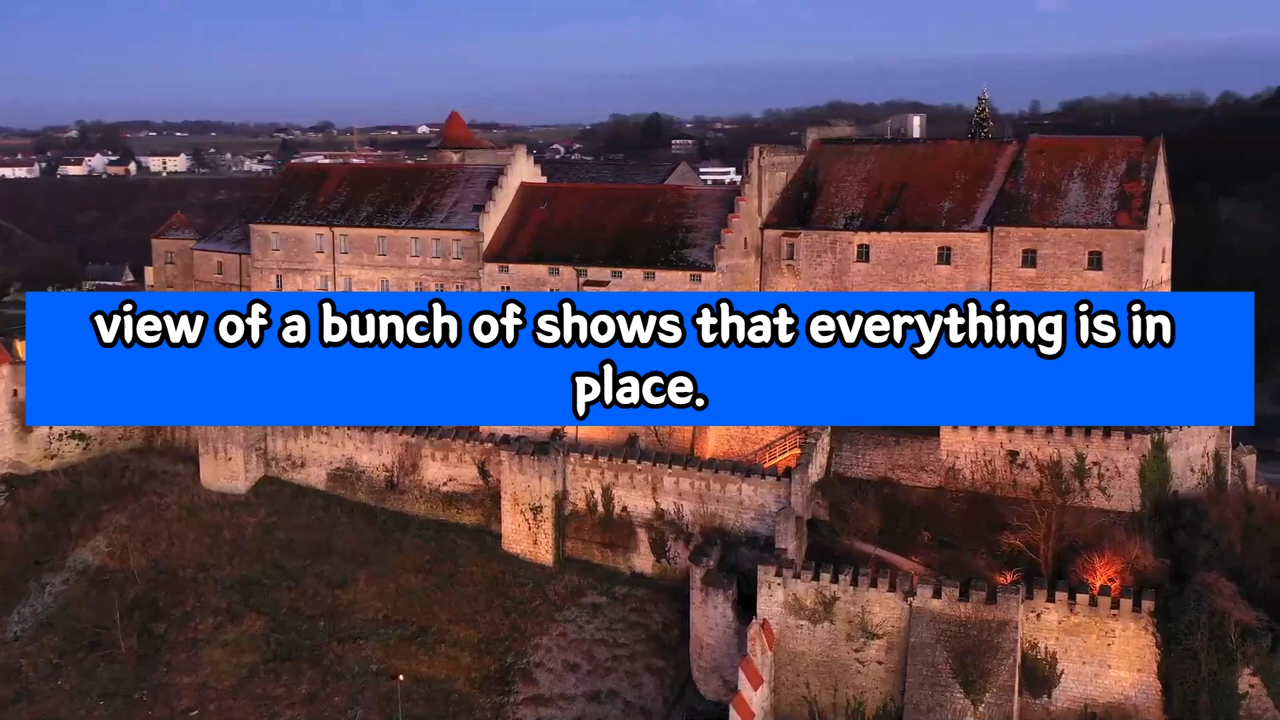 view of a bunch of shows that everything is in
place.